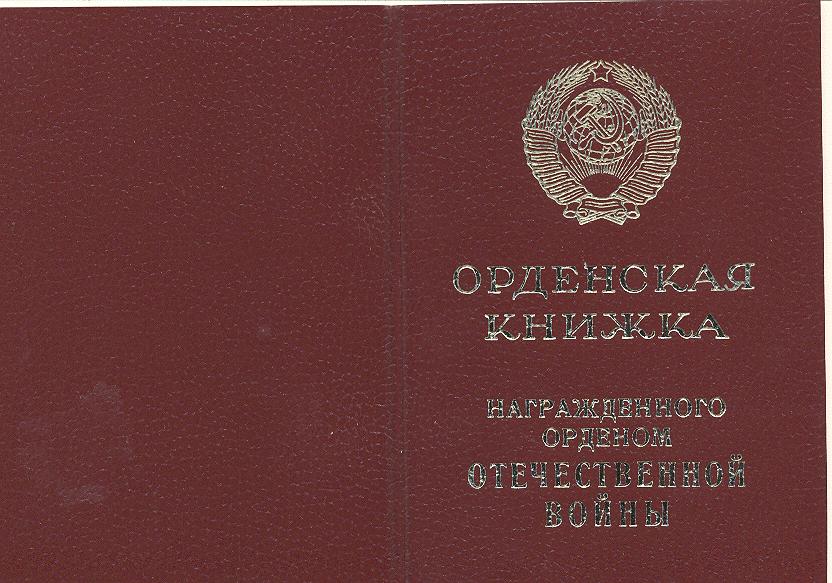 ОРДЕНСКАЯ
КНИЖКА
НАГРАЖДЕННОГО
ОРДЕНОМ
ОТЕЧЕСТВЕННОЙ
ВОЙНЫ